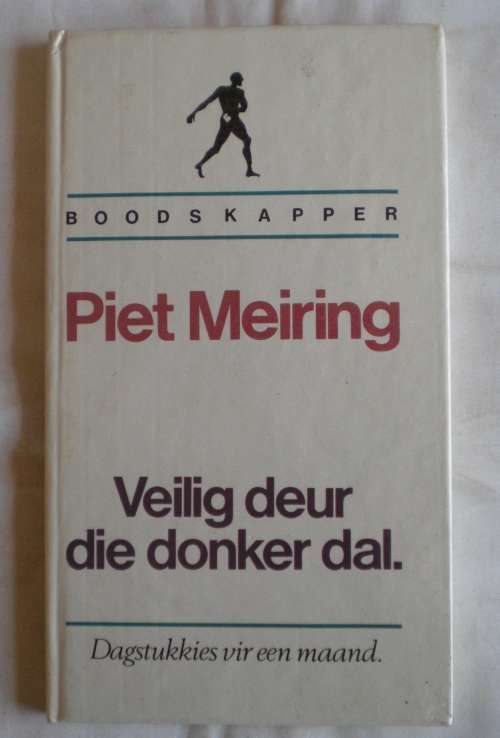 BOODSKAPPER
Piet Meiring
Veilig deur
die donker dal.
Dagstukkies vir een maand.